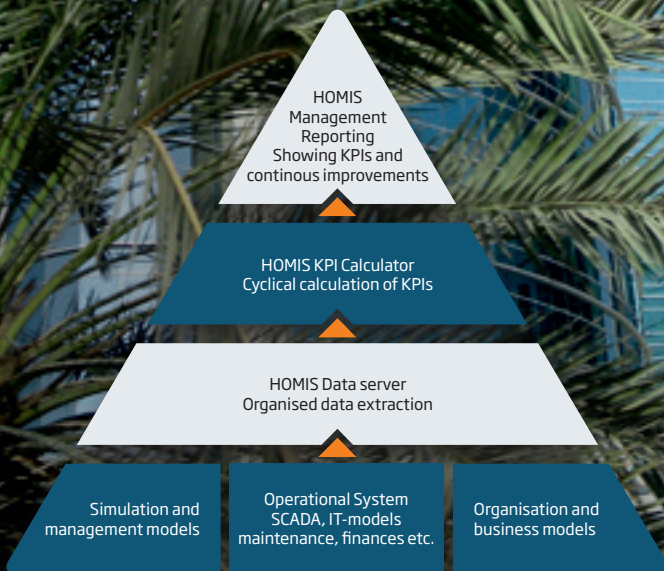 HOMIS
Management
Reporting
Showing KPIs and
continous improvements
HOMIS KPI Calculator
Cyclical calculation of KPIs
HOMIS Data server
Organised data extraction
Simulation and
management models
Operational System
SCADA, IT-models
maintenance, finances etc.
Organisation and
business models